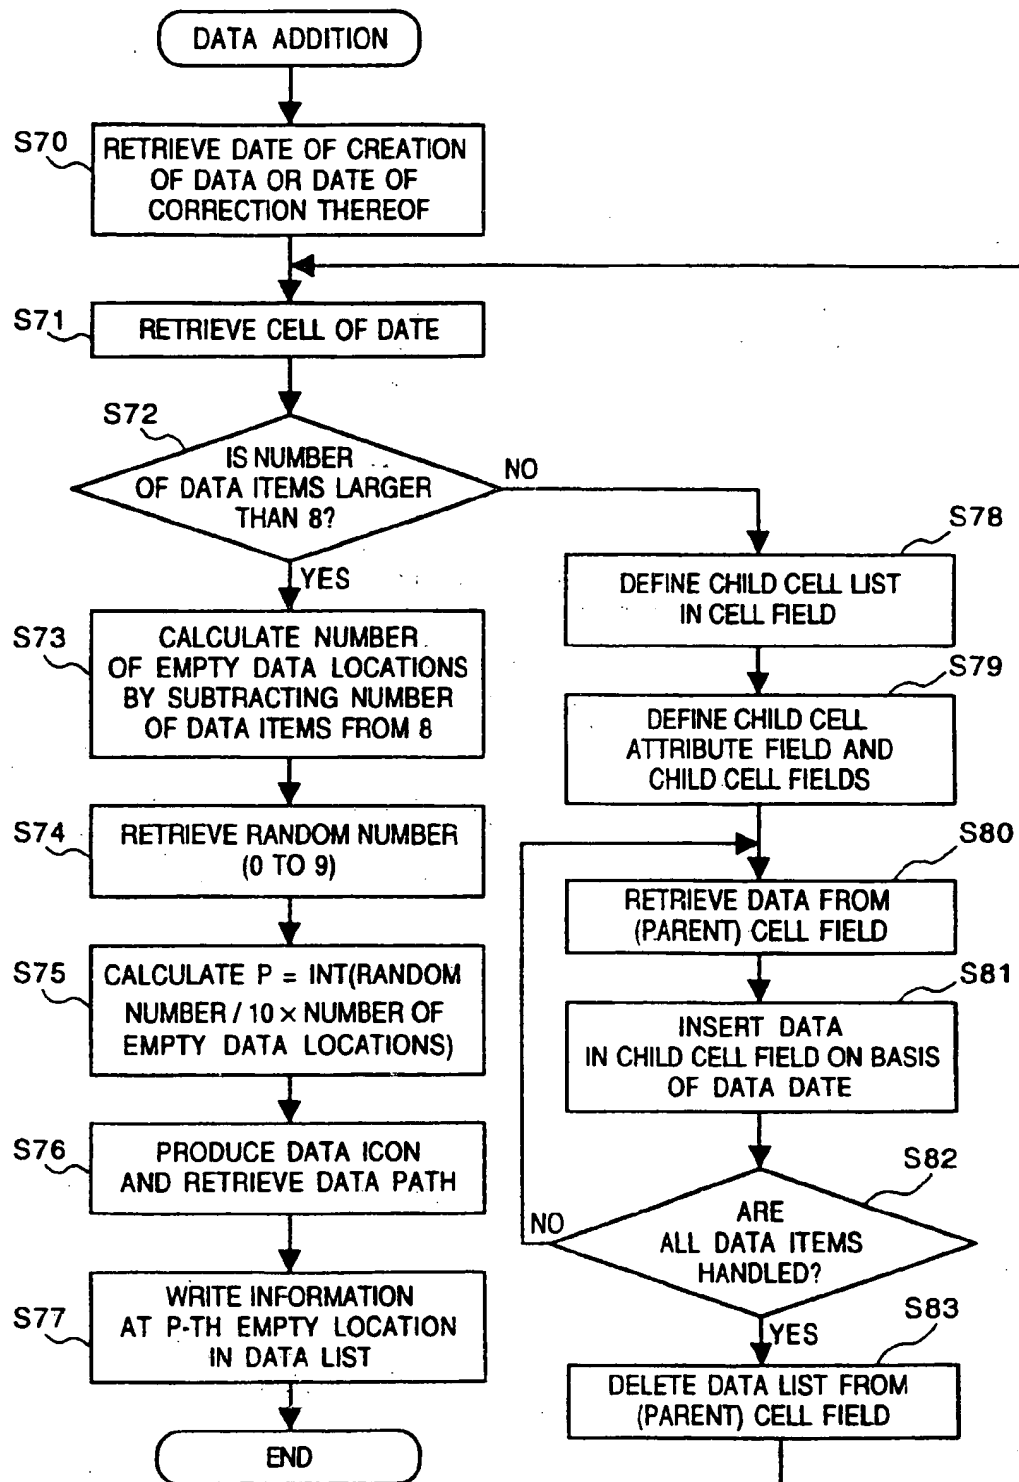 DATA ADDITION
S70
RETRIEVE DATE OF CREATION
OF DATA OR DATE OF
CORRECTION THEREOF
S71
RETRIEVE CELL OF DATE
S72
IS NUMBER
OF DATA ITEMS LARGER
THAN 8?
NO
YES
S73
CALCULATE NUMBER
OF EMPTY DATA LOCATIONS
BY SUBTRACTING NUMBER
OF DATA ITEMS FROM 8
S74
RETRIEVE RANDOM NUMBER
(0 TO 9)
S75
CALCULATE P = INT(RANDOM
NUMBER / 10 × NUMBER OF
EMPTY DATA LOCATIONS)
S76
PRODUCE DATA ICON
AND RETRIEVE DATA PATH
S77
WRITE INFORMATION
AT P-TH EMPTY LOCATION
IN DATA LIST
END
S78
DEFINE CHILD CELL LIST
IN CELL FIELD
S79
DEFINE CHILD CELL
ATTRIBUTE FIELD AND
CHILD CELL FIELDS
S80
RETRIEVE DATA FROM
(PARENT) CELL FIELD
S81
INSERT DATA
IN CHILD CELL FIELD ON BASIS
OF DATA DATE
S82
ARE
ALL DATA ITEMS
HANDLED?
NO
YES
S83
DELETE DATA LIST FROM
(PARENT) CELL FIELD